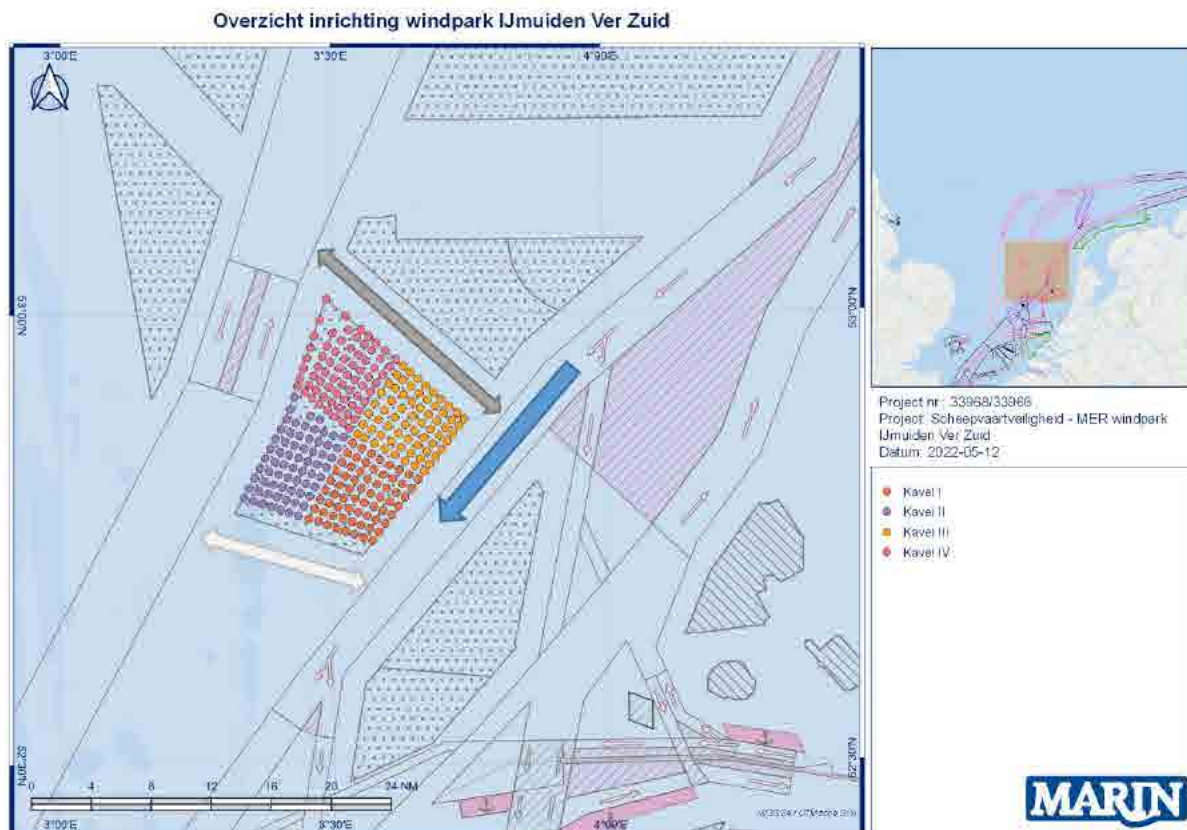 Overzicht inrichting windpark IJmuiden Ver Zuid
3°00'E
3°30'E
4°00'E
53°00'N
53°00'N
52°30'N
52°30'N
0 4 8 12 16 20 24 NM
3°00'E
3°30'E
4°00'E
Project nr.: 33968/33966
Project: Scheepvaartveiligheid - MER windpark
IJmuiden Ver Zuid
Datum: 2022-05-12
Kavel I
Kavel II
Kavel III
Kavel IV
MARIN